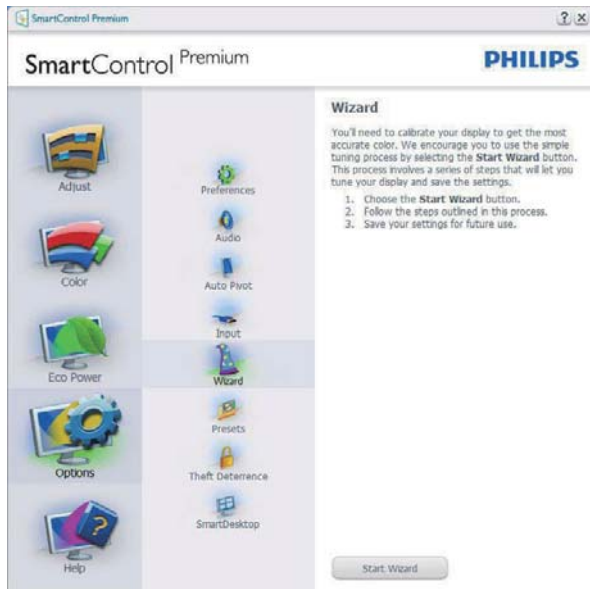 SmartControl Premium
? x
SmartControl Premium
PHILIPS
Adjust
Color
Eco Power
Options
Help
Preferences
Audio
Auto Pivot
Input
Wizard
Presets
Theft Deterrence
SmartDesktop
Wizard
You'll need to calibrate your display to get the most
accurate color. We encourage you to use the simple
tuning process by selecting the Start Wizard button.
This process involves a series of steps that will let you
tune your display and save the settings.
1. Choose the Start Wizard button.
2. Follow the steps outlined in this process.
3. Save your settings for future use.
Start Wizard